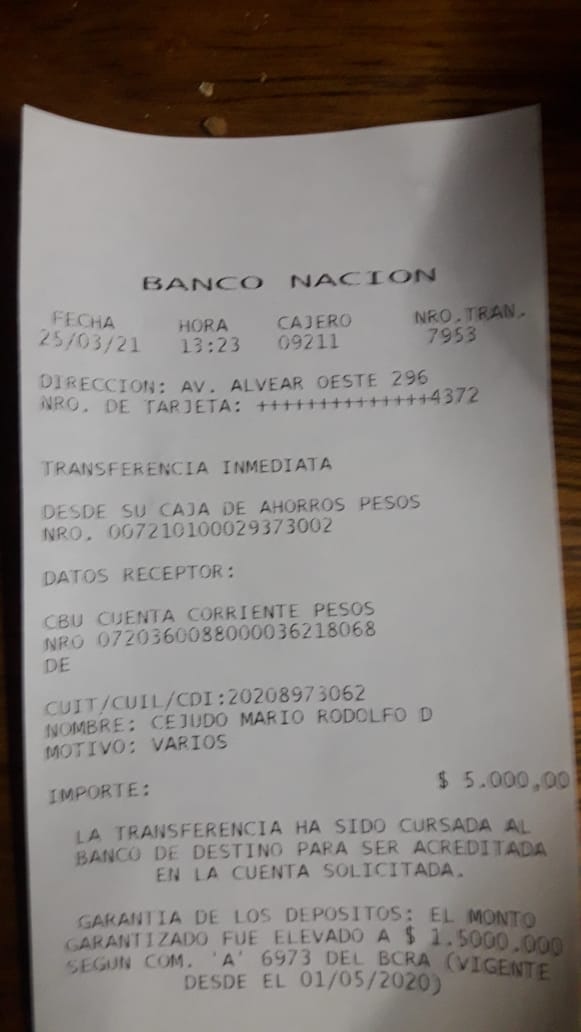 BANCO NACION
FECHA HORA CAJERO NRO.TRAN.
25/03/21 13:23 09211 7953
DIRECCION: AV. ALVEAR OESTE 296
NRO. DE TARJETA: ++++++++++++++4372
TRANSFERENCIA INMEDIATA
DESDE SU CAJA DE AHORROS PESOS
NRO. 007210100029373002
DATOS RECEPTOR:
CBU CUENTA CORRIENTE PESOS
NRO 0720360088000036218068
DE
CUIT/CUIL/CDI:20208973062
NOMBRE: CEJUDO MARIO RODOLFO D
MOTIVO: VARIOS
IMPORTE: $ 5.000,00
LA TRANSFERENCIA HA SIDO CURSADA AL
BANCO DE DESTINO PARA SER ACREDITADA
EN LA CUENTA SOLICITADA.
GARANTIA DE LOS DEPOSITOS: EL MONTO
GARANTIZADO FUE ELEVADO A $ 1.5000.000
SEGUN COM. 'A' 6973 DEL BCRA (VIGENTE
DESDE EL 01/05/2020)